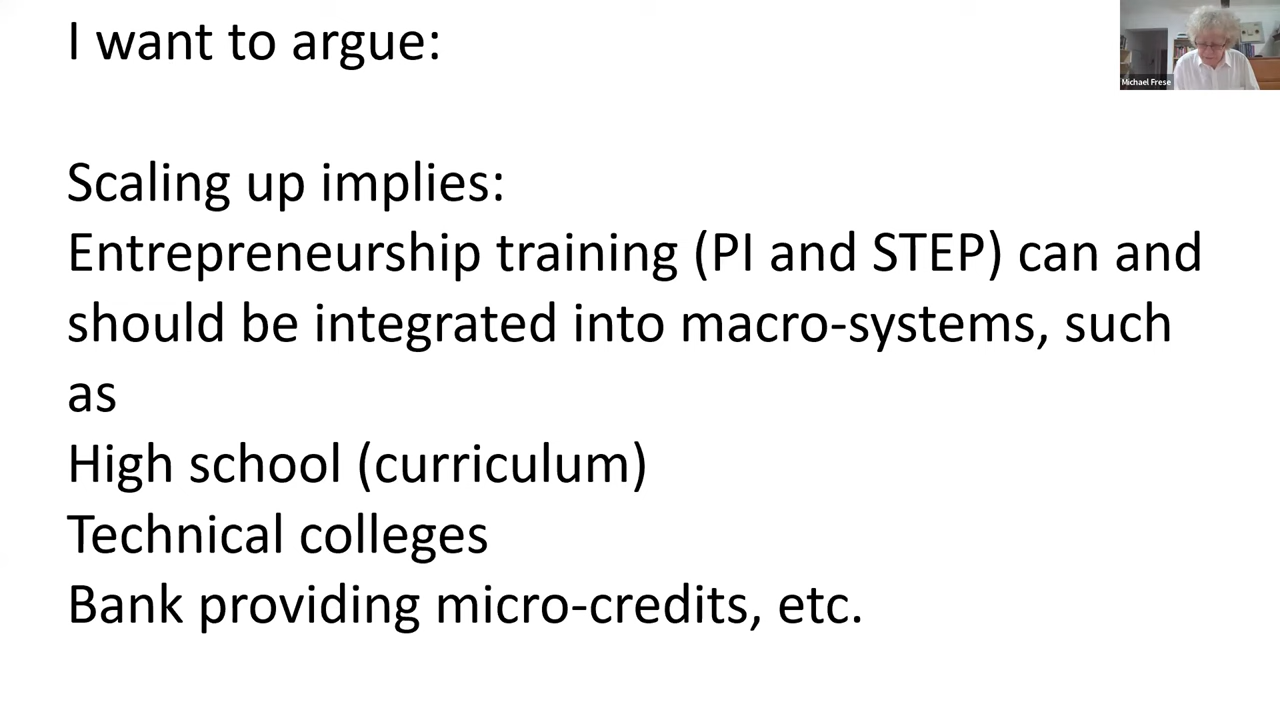 I want to argue:
Michael Frese
Scaling up implies:
Entrepreneurship training (PI and STEP) can and
should be integrated into macro-systems, such
as
High school (curriculum)
Technical colleges
Bank providing micro-credits, etc.